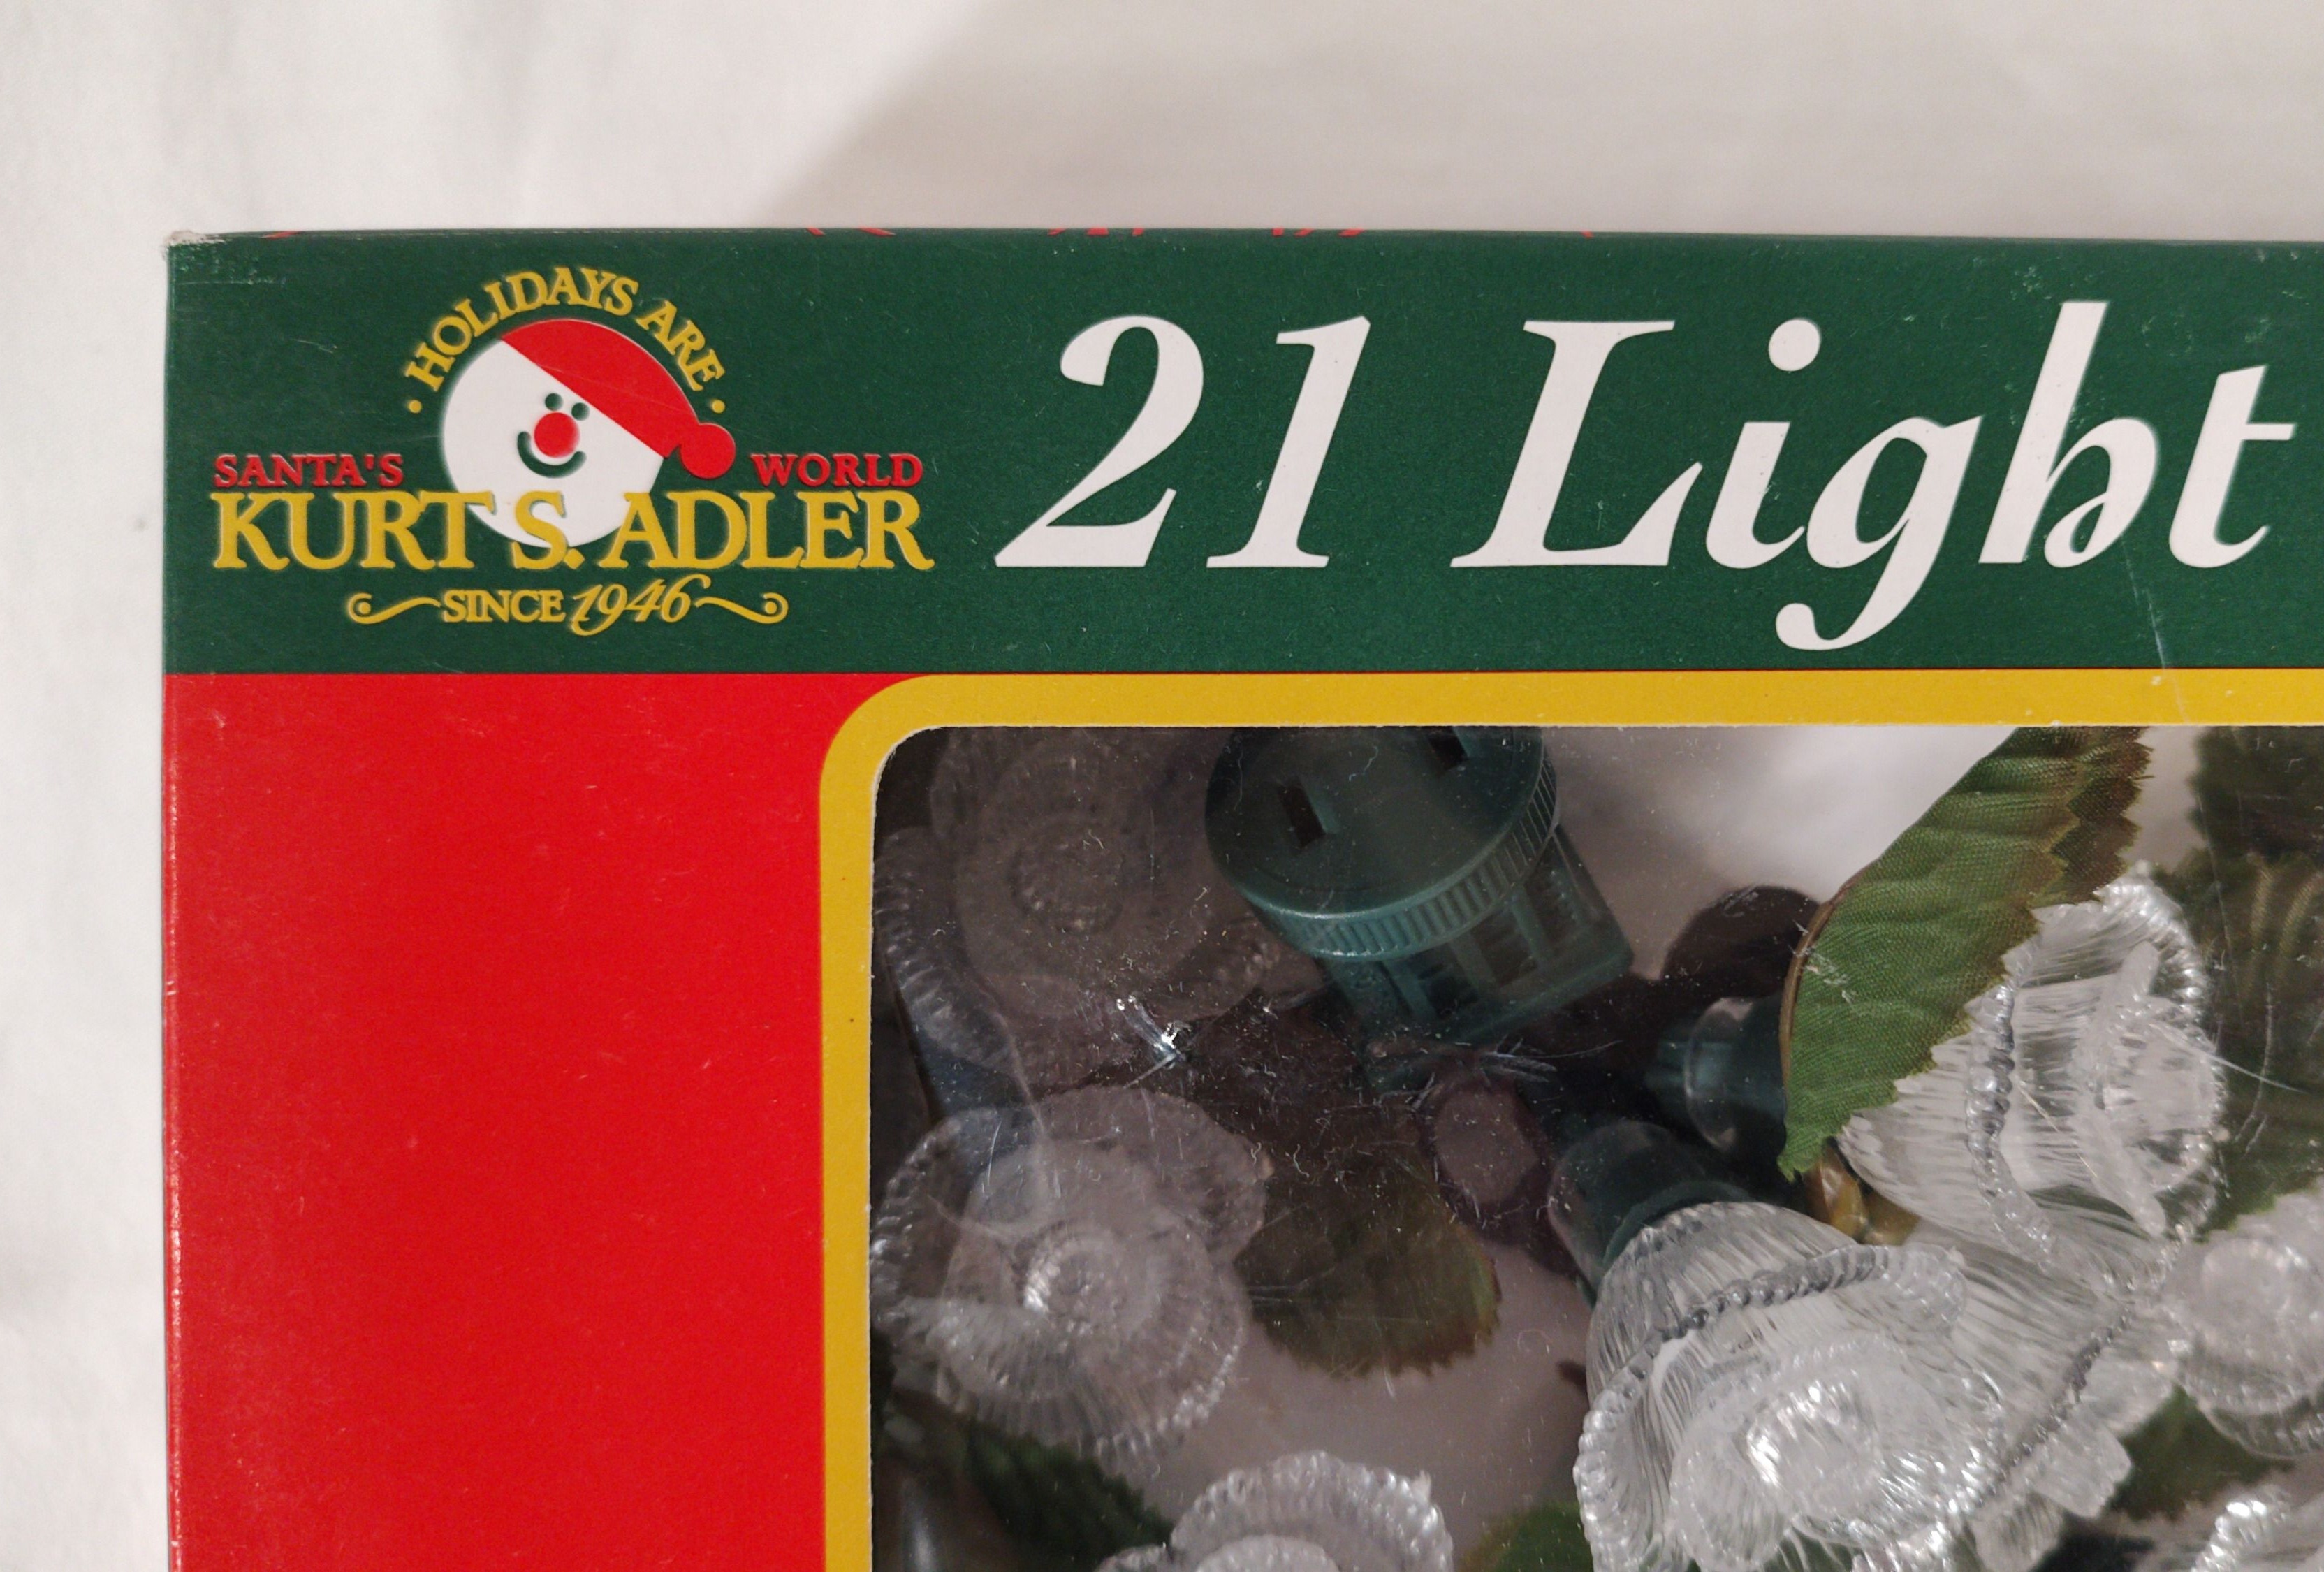 HOLIDAYS ARE
SANTA'S WORLD
KURT S. ADLER
SINCE 1946
21 Light